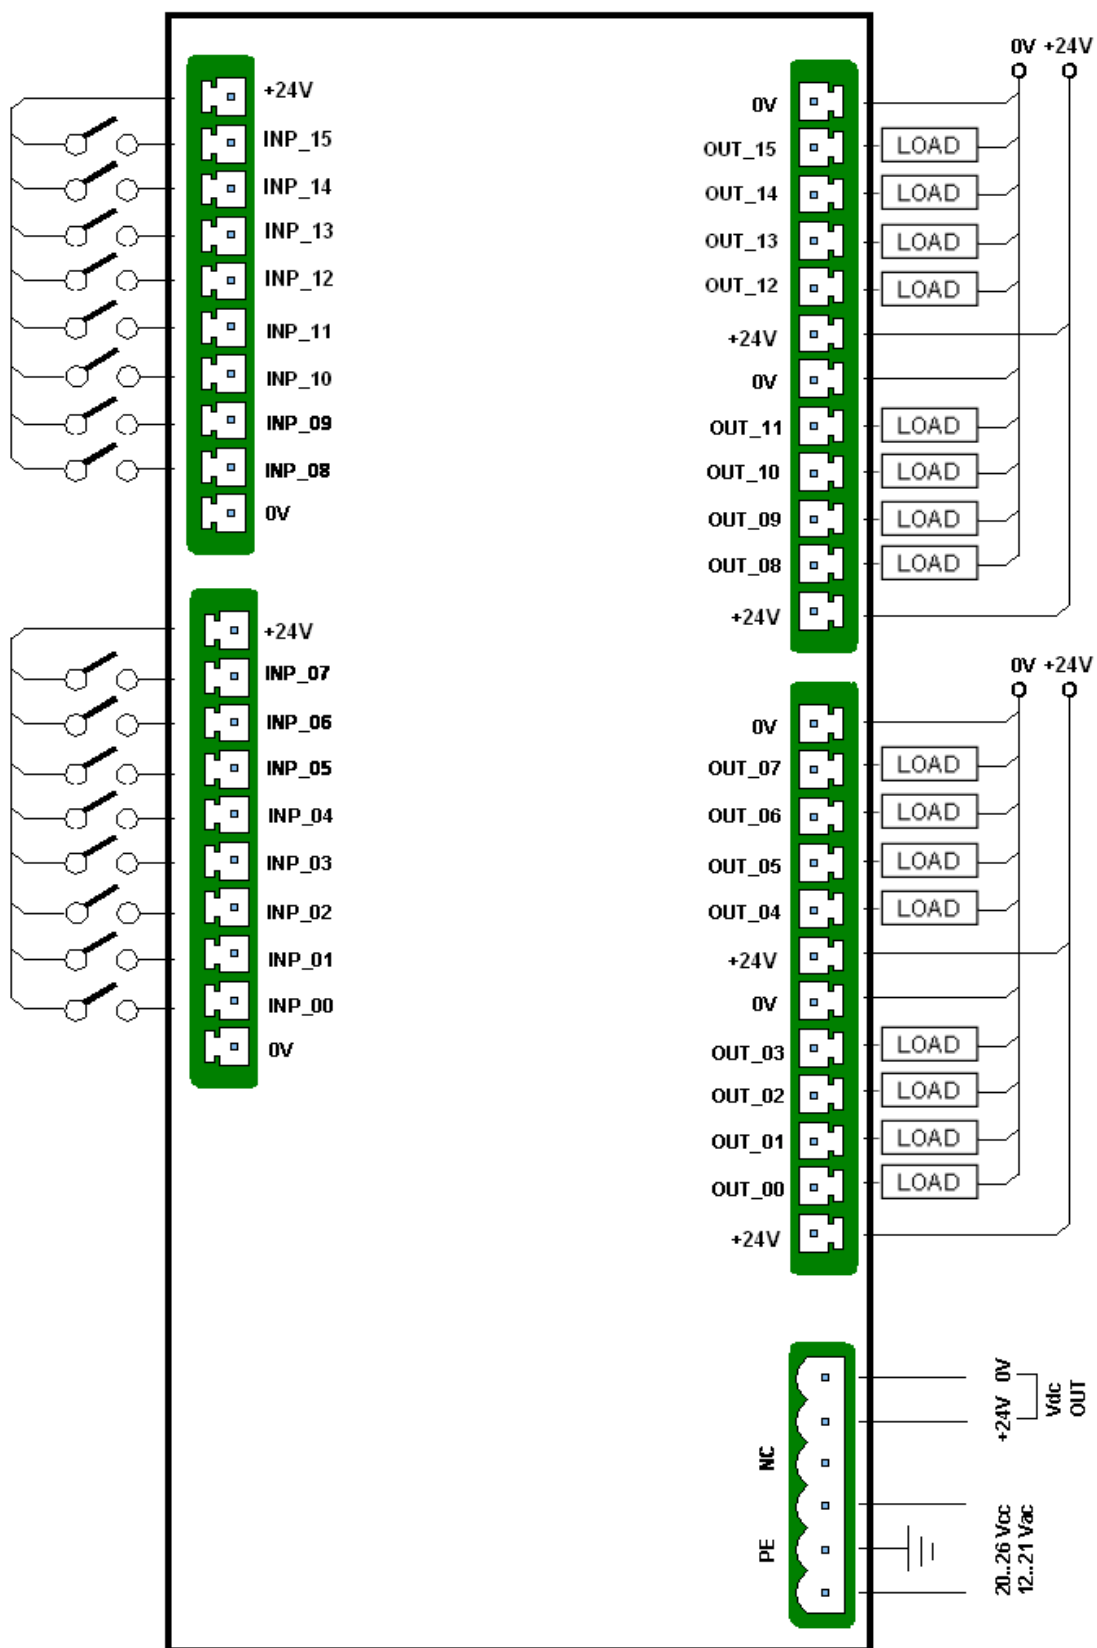 +24V
INP_15
INP_14
INP_13
INP_12
INP_11
INP_10
INP_09
INP_08
0V
+24V
INP_07
INP_06
INP_05
INP_04
INP_03
INP_02
INP_01
INP_00
0V
0V +24V
0V
OUT_15 LOAD
OUT_14 LOAD
OUT_13 LOAD
OUT_12 LOAD
+24V
0V
OUT_11 LOAD
OUT_10 LOAD
OUT_09 LOAD
OUT_08 LOAD
+24V
0V +24V
0V
OUT_07 LOAD
OUT_06 LOAD
OUT_05 LOAD
OUT_04 LOAD
+24V
0V
OUT_03 LOAD
OUT_02 LOAD
OUT_01 LOAD
OUT_00 LOAD
+24V
+24V 0V
Vdc
OUT
NC
PE
20..26 Vcc
12..21 Vac